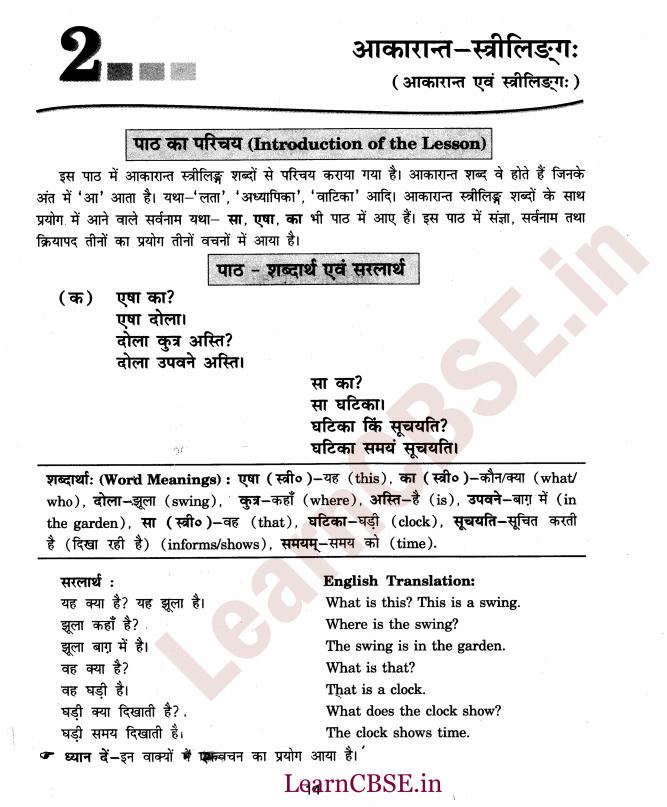 2
आकारान्त-स्त्रीलिङ्गः
(आकारान्त एवं स्त्रीलिङ्गः)
पाठ का परिचय (Introduction of the Lesson)
इस पाठ में आकारान्त स्त्रीलिङ्ग शब्दों से परिचय कराया गया है। आकारान्त शब्द वे होते हैं जिनके
अंत में 'आ' आता है। यथा–'लता', 'अध्यापिका', 'वाटिका' आदि। आकारान्त स्त्रीलिङ्ग शब्दों के साथ
प्रयोग में आने वाले सर्वनाम यथा– सा, एषा, का भी पाठ में आए हैं। इस पाठ में संज्ञा, सर्वनाम तथा
क्रियापद तीनों का प्रयोग तीनों वचनों में आया है।
पाठ - शब्दार्थ एवं सरलार्थ
(क) एषा का?
एषा दोला।
दोला कुत्र अस्ति?
दोला उपवने अस्ति।
सा का?
सा घटिका।
घटिका किं सूचयति?
घटिका समयं सूचयति।
शब्दार्थाः (Word Meanings) : एषा (स्त्री०)–यह (this), का (स्त्री०)–कौन/क्या (what/
who), दोला–झूला (swing), कुत्र–कहाँ (where), अस्ति–है (is), उपवने–बाग़ में (in
the garden), सा (स्त्री०)–वह (that), घटिका–घड़ी (clock), सूचयति–सूचित करती
है (दिखा रही है) (informs/shows), समयम्–समय को (time).
सरलार्थ :
यह क्या है? यह झूला है।
झूला कहाँ है?
झूला बाग़ में है।
वह क्या है?
वह घड़ी है।
घड़ी क्या दिखाती है?
घड़ी समय दिखाती है।
English Translation:
What is this? This is a swing.
Where is the swing?
The swing is in the garden.
What is that?
That is a clock.
What does the clock show?
The clock shows time.
☛ ध्यान दें–इन वाक्यों में एकवचन का प्रयोग आया है।
14
LearnCBSE.in
LearnCBSE.in